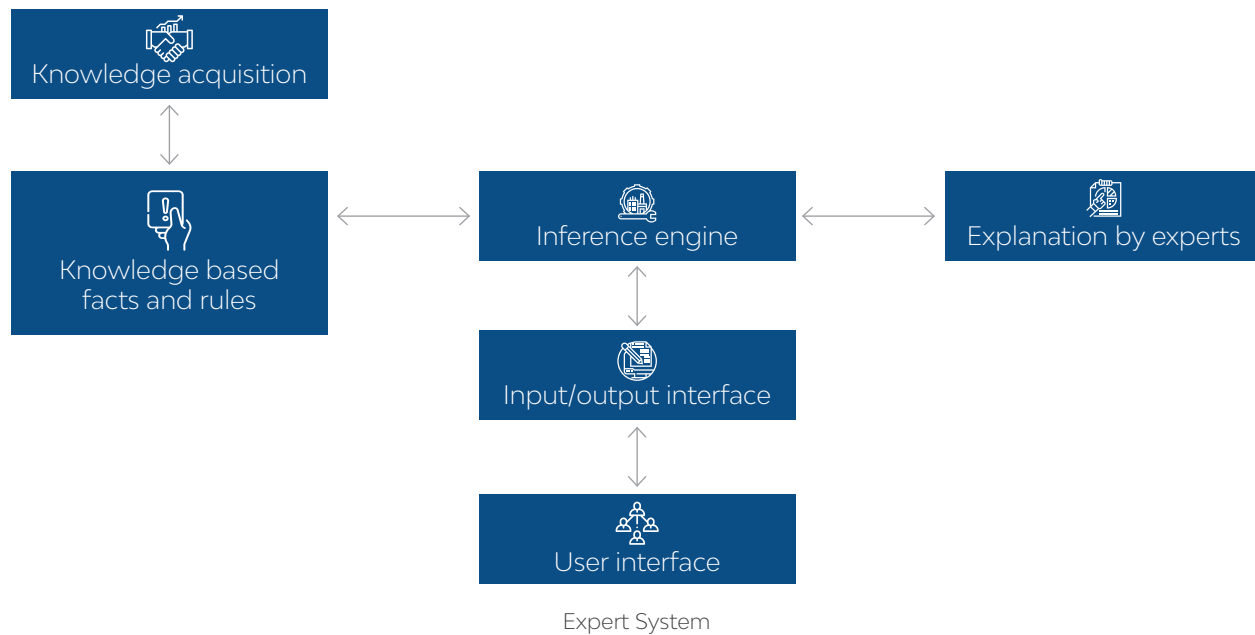 Knowledge acquisition
Knowledge based
facts and rules
Inference engine
Explanation by experts
Input/output interface
User interface
Expert System